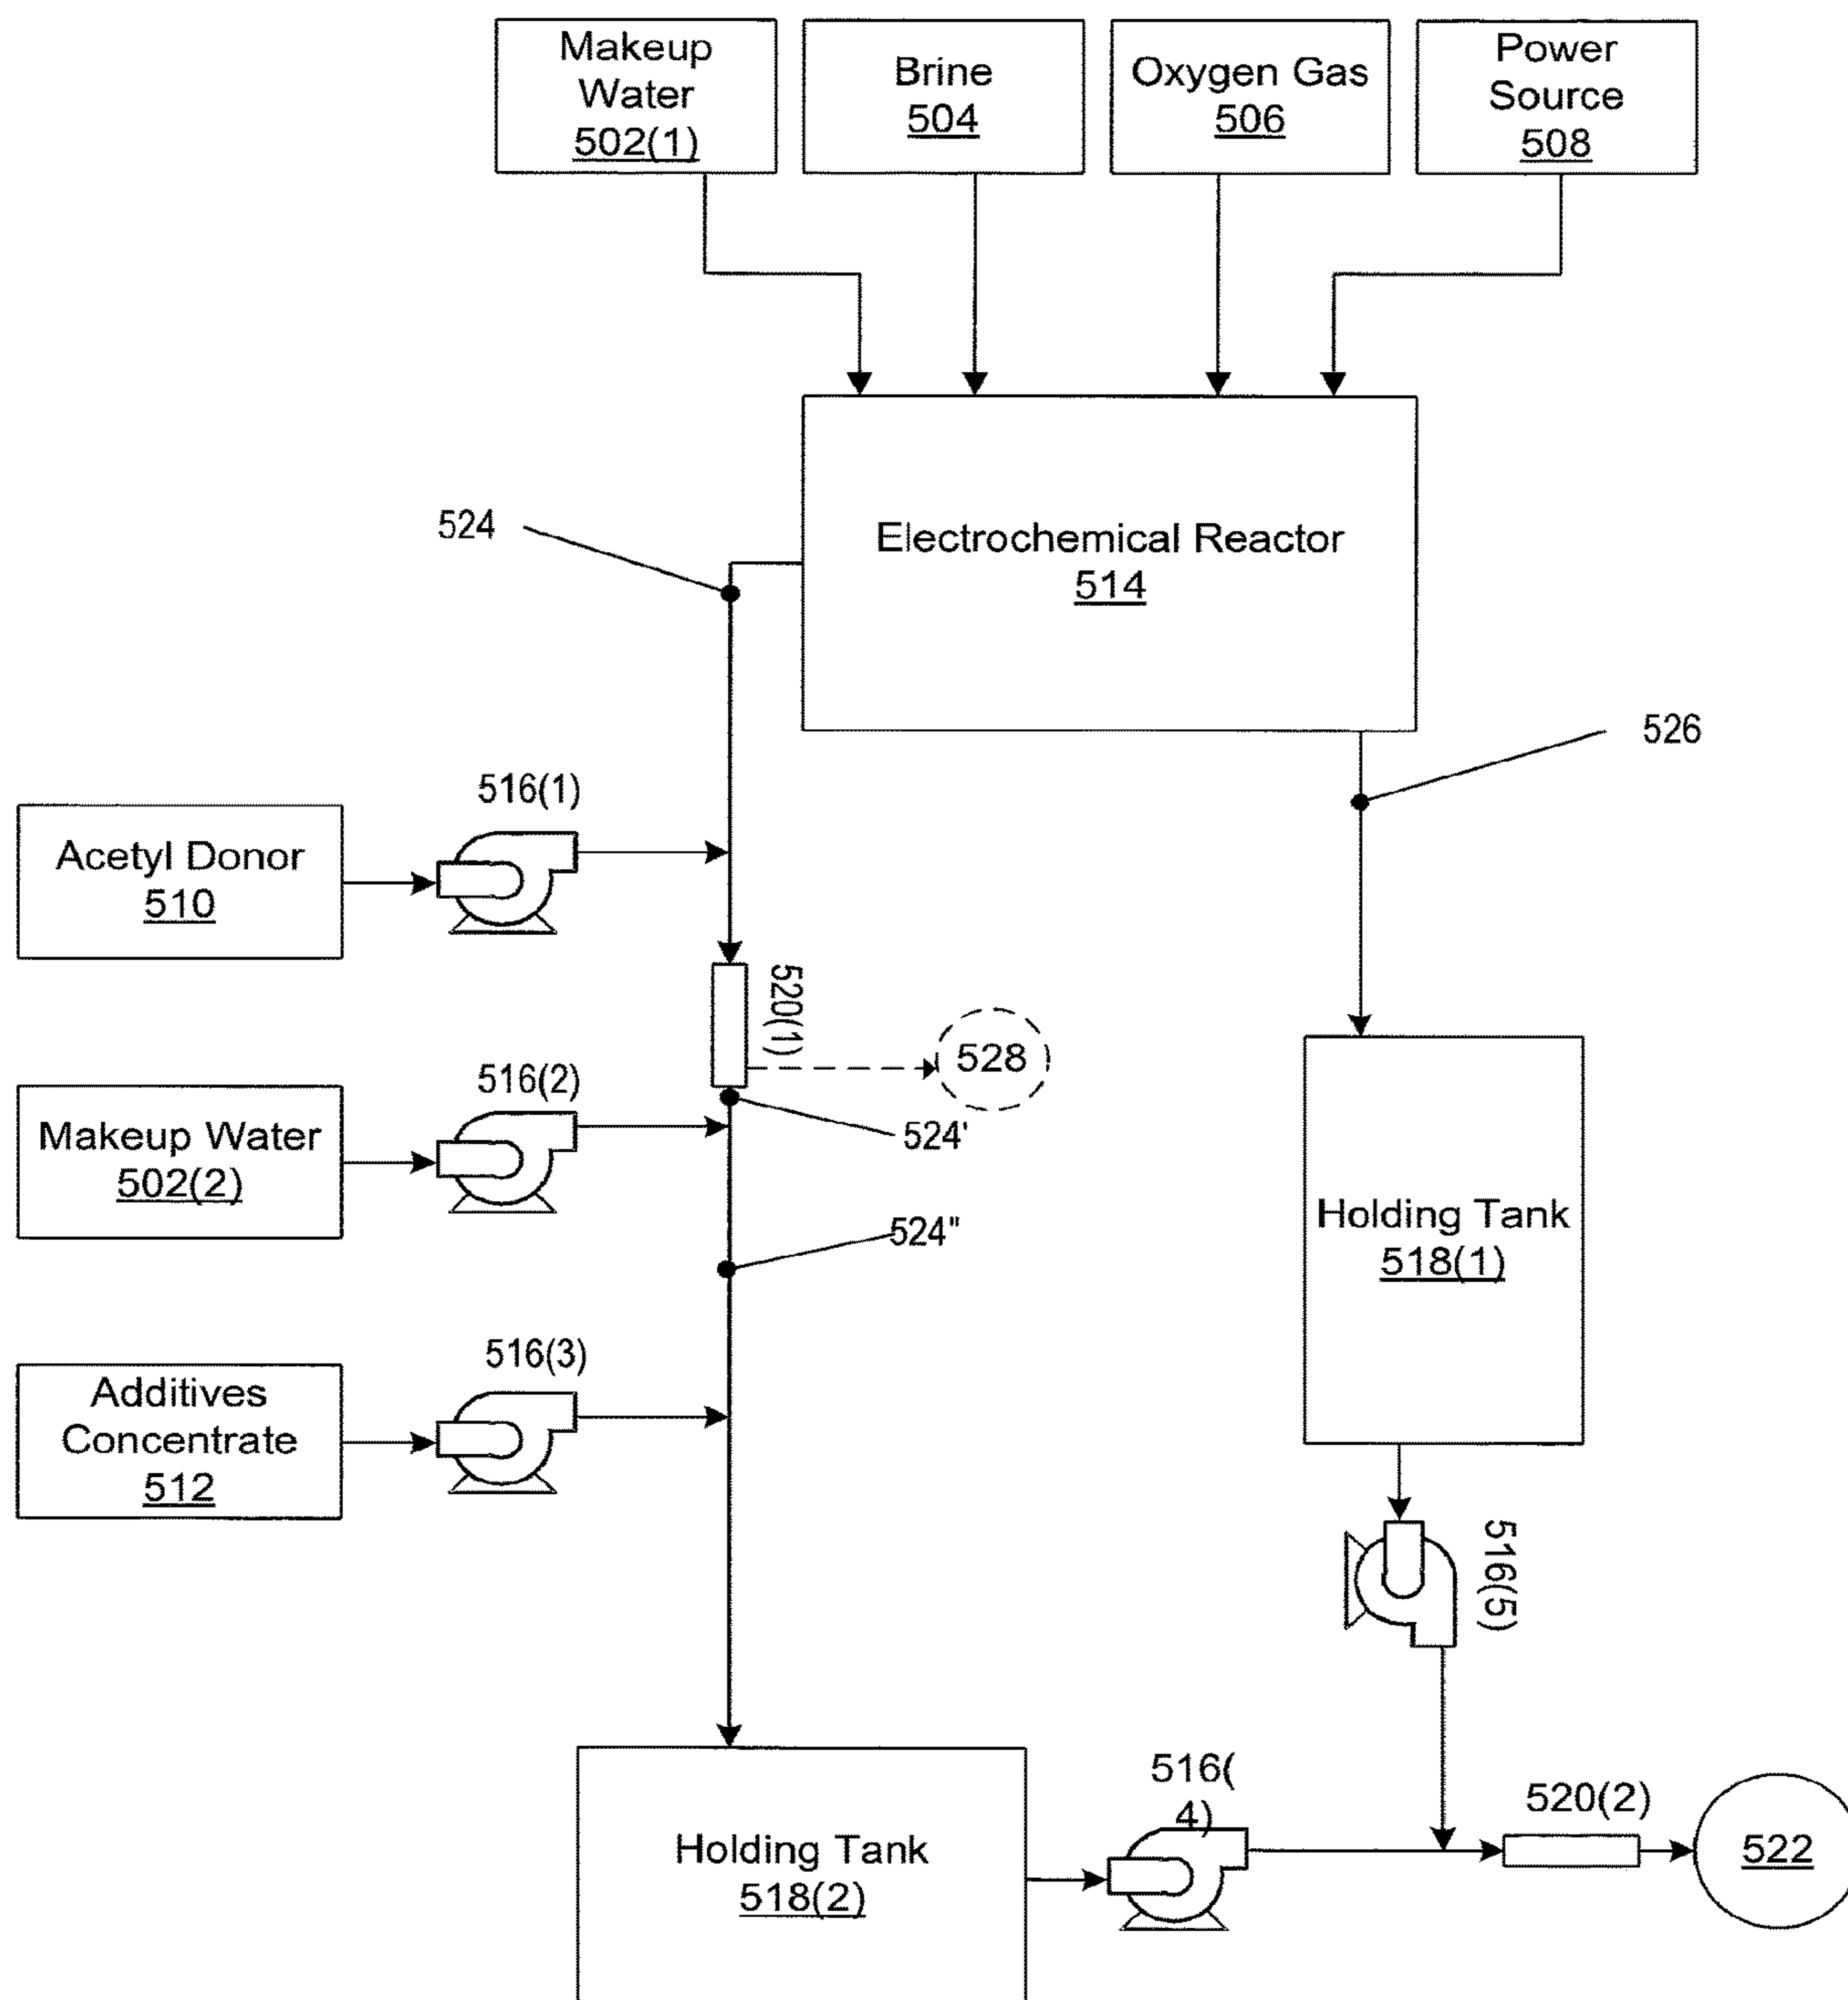 Makeup
Water
502(1)
Brine
504
Oxygen Gas
506
Power
Source
508
524
Electrochemical Reactor
514
526
516(1)
Acetyl Donor
510
520(1)
528
516(2)
524'
Makeup Water
502(2)
524"
Holding Tank
518(1)
516(3)
Additives
Concentrate
512
516(5)
516(
4)
520(2)
522
Holding Tank
518(2)